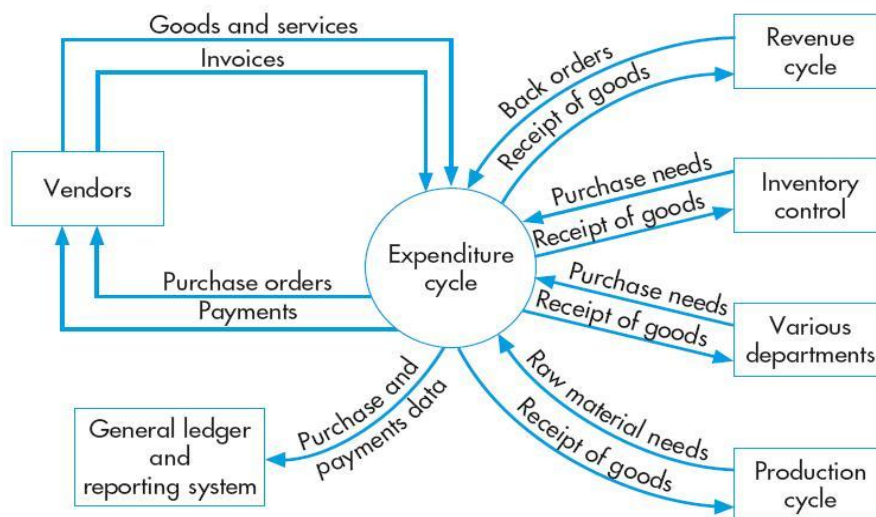 Goods and services
Invoices
Vendors
Purchase orders
Payments
Expenditure
cycle
Back orders
Receipt of goods
Revenue
cycle
Purchase needs
Receipt of goods
Inventory
control
Purchase needs
Receipt of goods
Various
departments
Raw material needs
Receipt of goods
Production
cycle
Purchase and
payments data
General ledger
and
reporting system